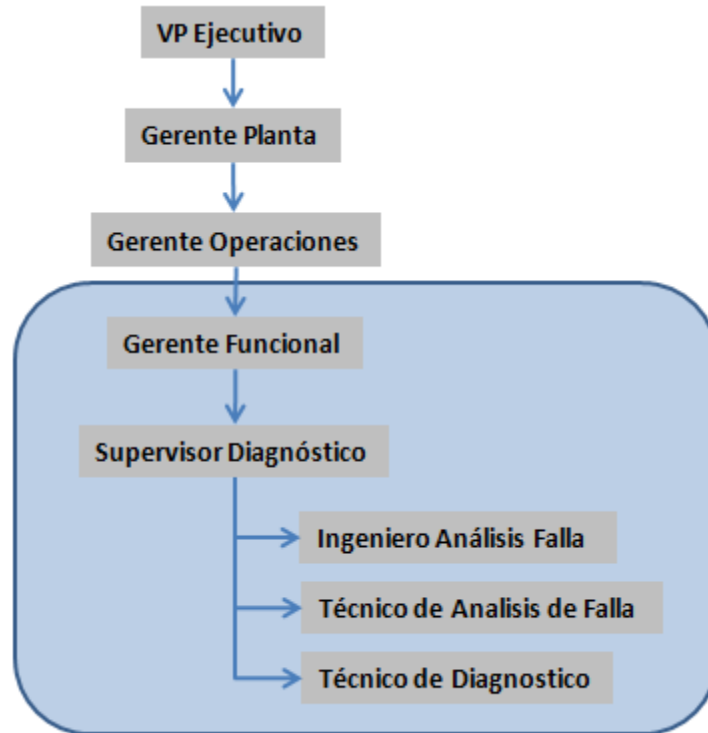 VP Ejecutivo
Gerente Planta
Gerente Operaciones
Gerente Funcional
Supervisor Diagnóstico
Ingeniero Análisis Falla
Técnico de Analisis de Falla
Técnico de Diagnostico